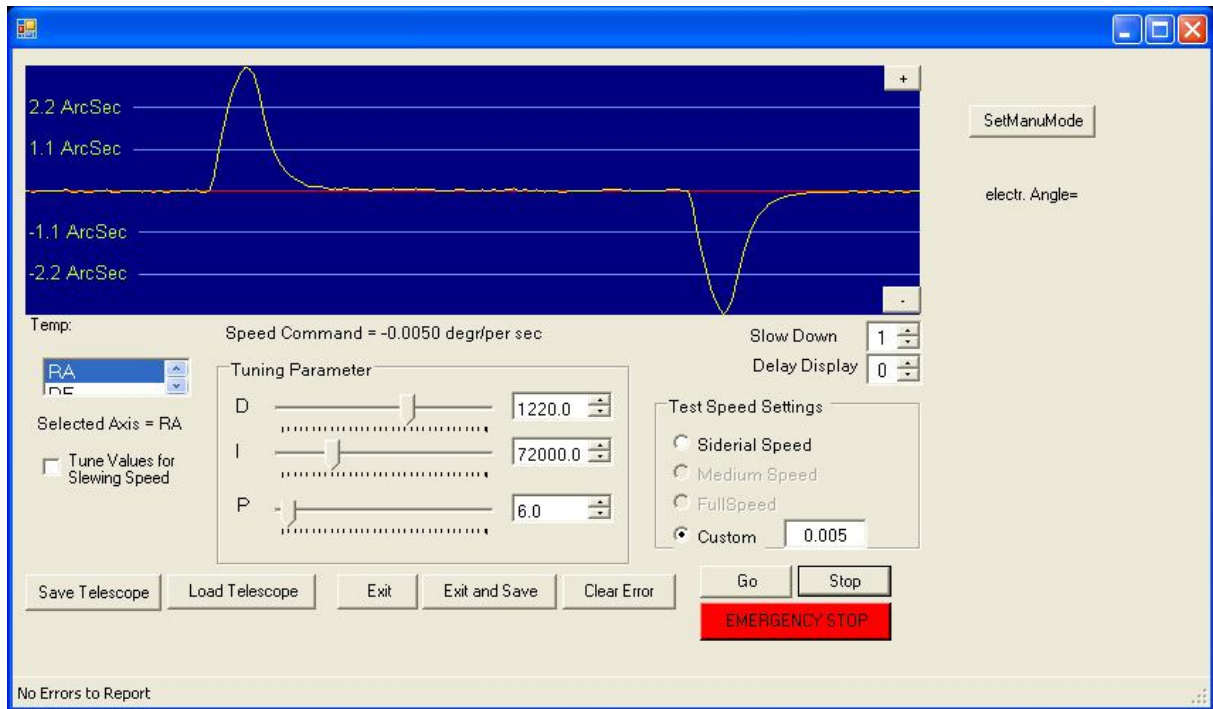 +
2.2 ArcSec
SetManuMode
1.1 ArcSec
electr. Angle=
-1.1 ArcSec
-2.2 ArcSec
-
Temp:
Speed Command = -0.0050 degr/per sec
Slow Down 1
Delay Display 0
RA
DE
Selected Axis = RA
Tune Values for
Slewing Speed
Tuning Parameter
D 1220.0
I 72000.0
P 6.0
Test Speed Settings
Siderial Speed
Medium Speed
FullSpeed
Custom 0.005
Save Telescope Load Telescope Exit Exit and Save Clear Error Go Stop
EMERGENCY STOP
No Errors to Report